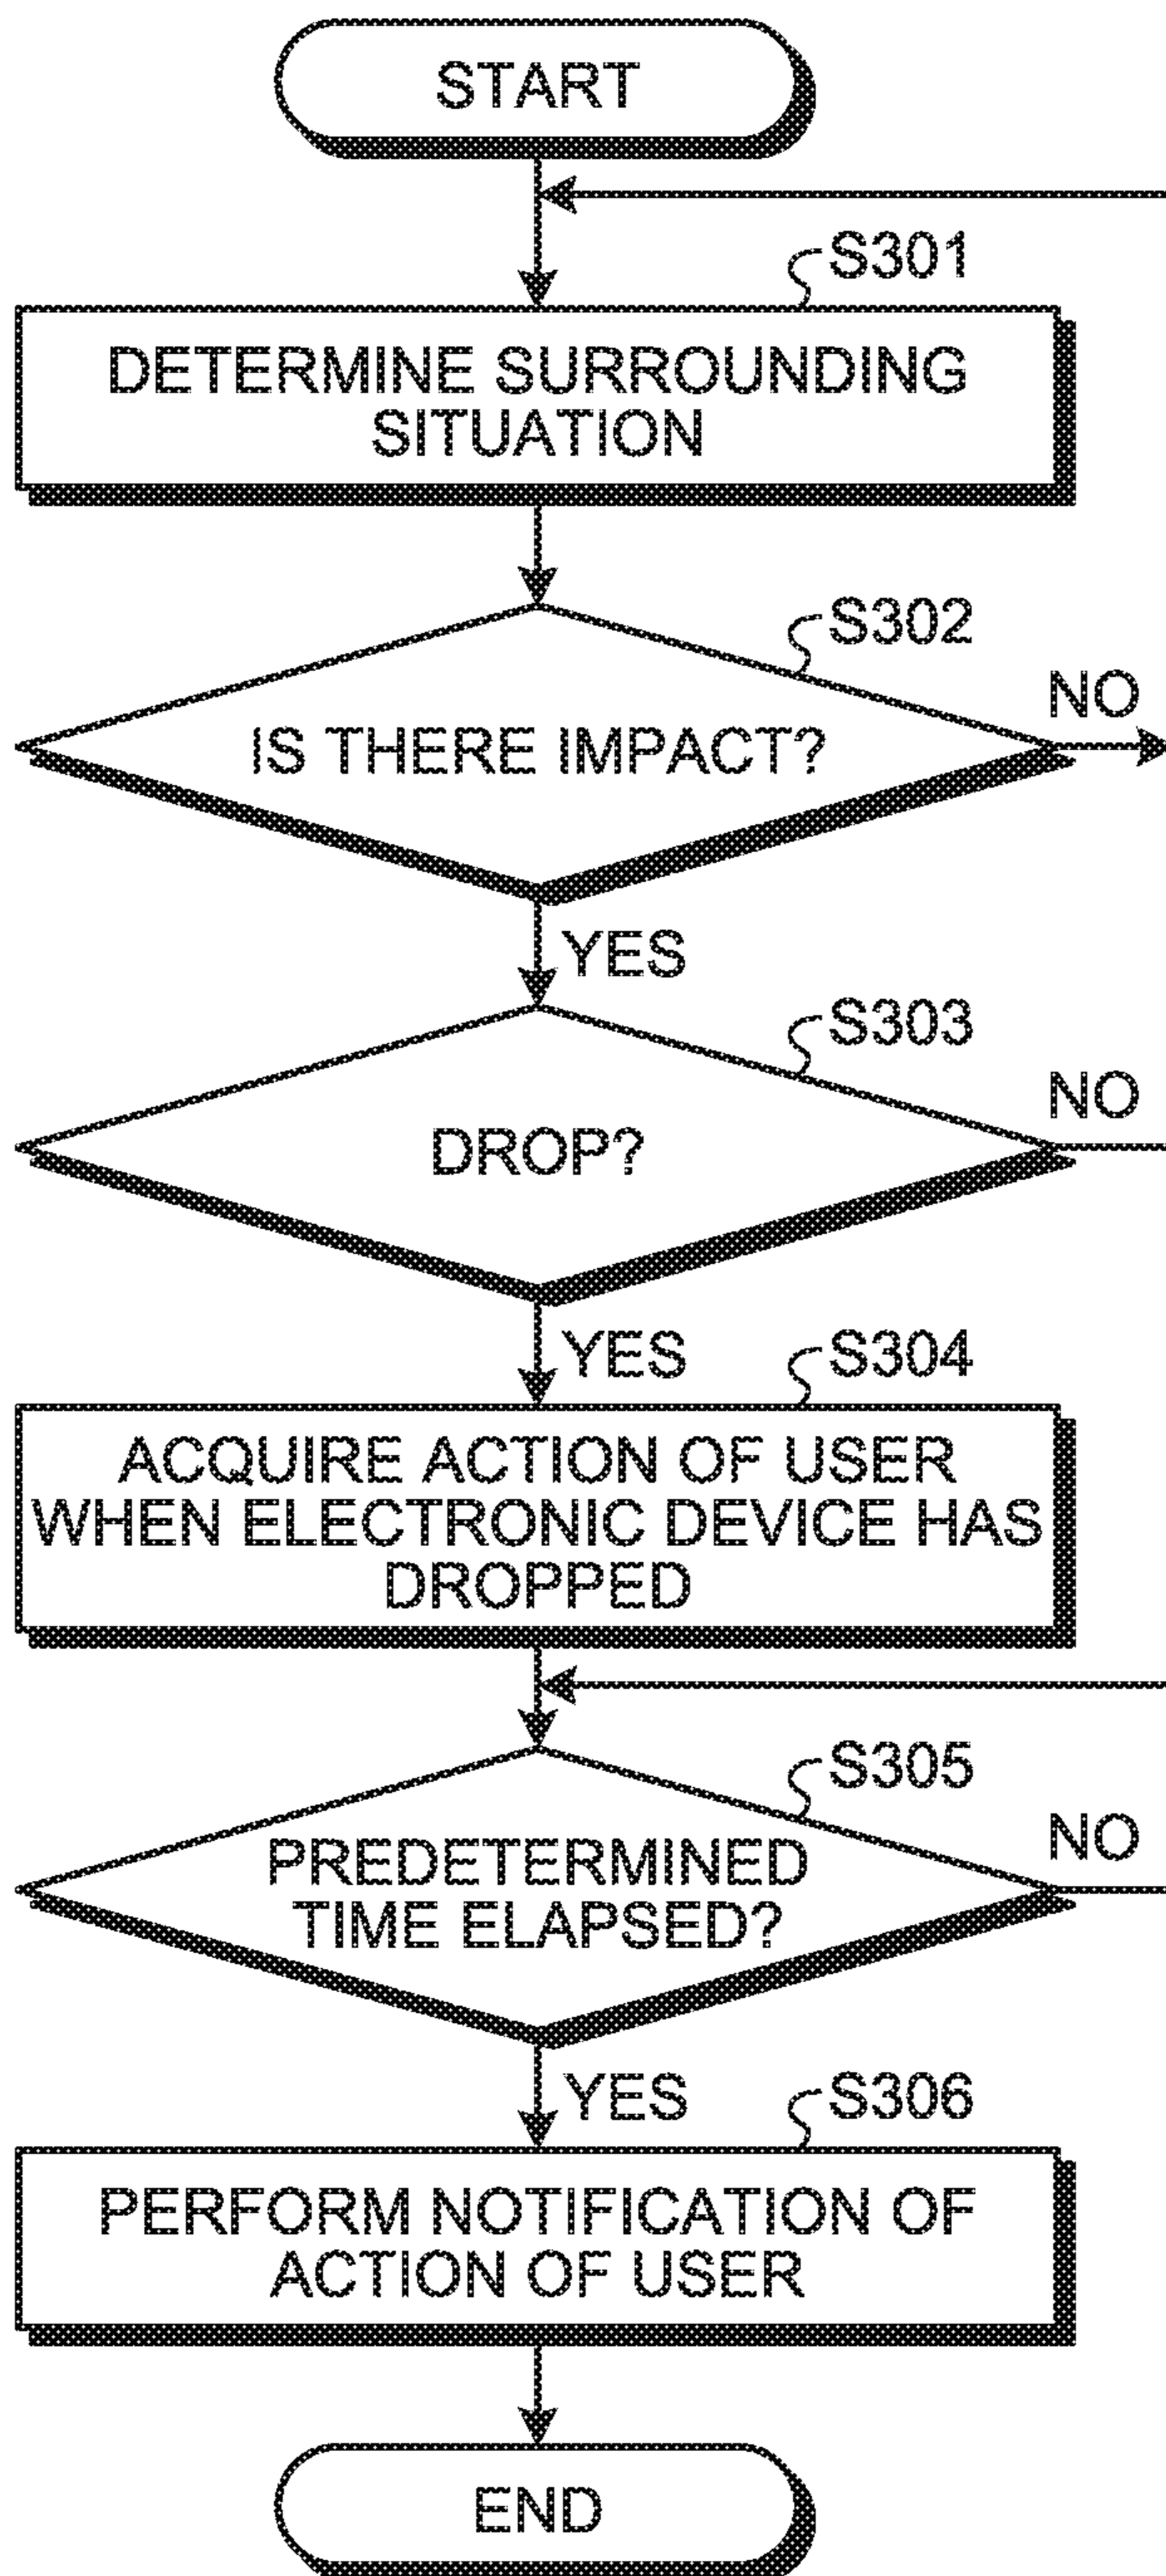 START
S301
DETERMINE SURROUNDING
SITUATION
S302
IS THERE IMPACT?
NO
YES
S303
DROP?
NO
YES
S304
ACQUIRE ACTION OF USER
WHEN ELECTRONIC DEVICE HAS
DROPPED
S305
PREDETERMINED
TIME ELAPSED?
NO
YES
S306
PERFORM NOTIFICATION OF
ACTION OF USER
END